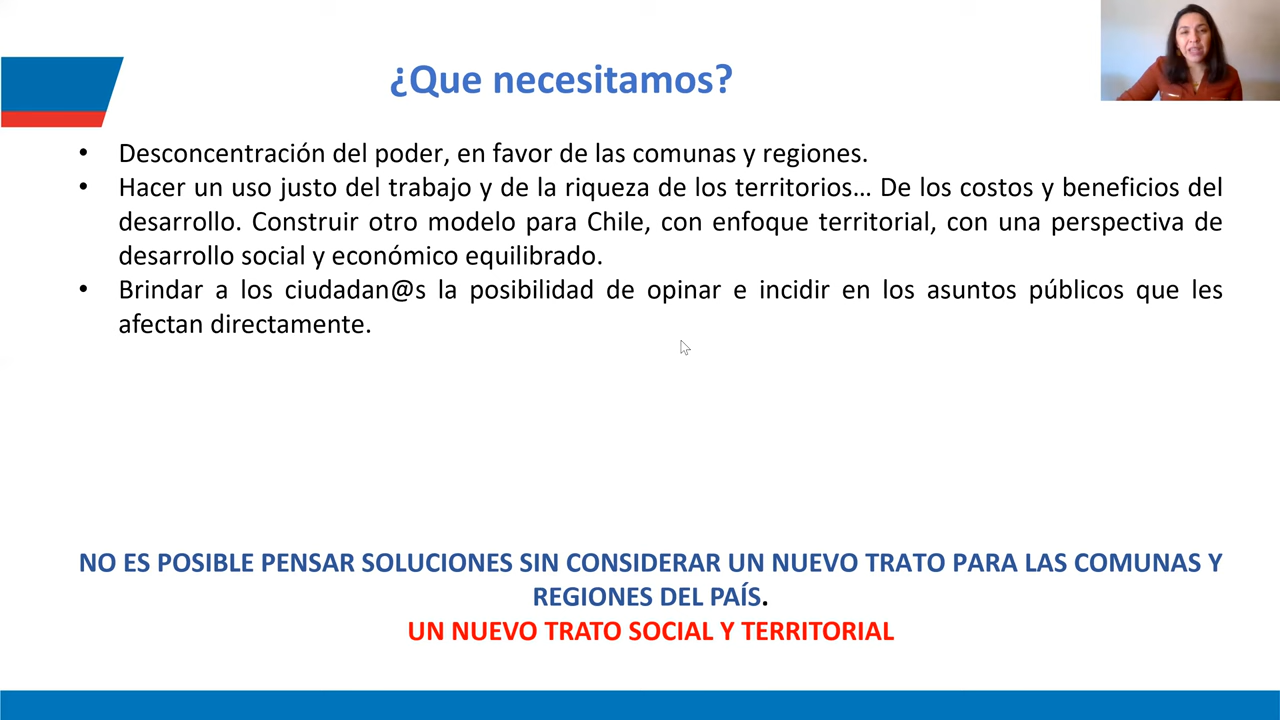 ¿Que necesitamos?
• Desconcentración del poder, en favor de las comunas y regiones.
• Hacer un uso justo del trabajo y de la riqueza de los territorios... De los costos y beneficios del
desarrollo. Construir otro modelo para Chile, con enfoque territorial, con una perspectiva de
desarrollo social y económico equilibrado.
• Brindar a los ciudadan@s la posibilidad de opinar e incidir en los asuntos públicos que les
afectan directamente.
NO ES POSIBLE PENSAR SOLUCIONES SIN CONSIDERAR UN NUEVO TRATO PARA LAS COMUNAS Y
REGIONES DEL PAÍS.
UN NUEVO TRATO SOCIAL Y TERRITORIAL